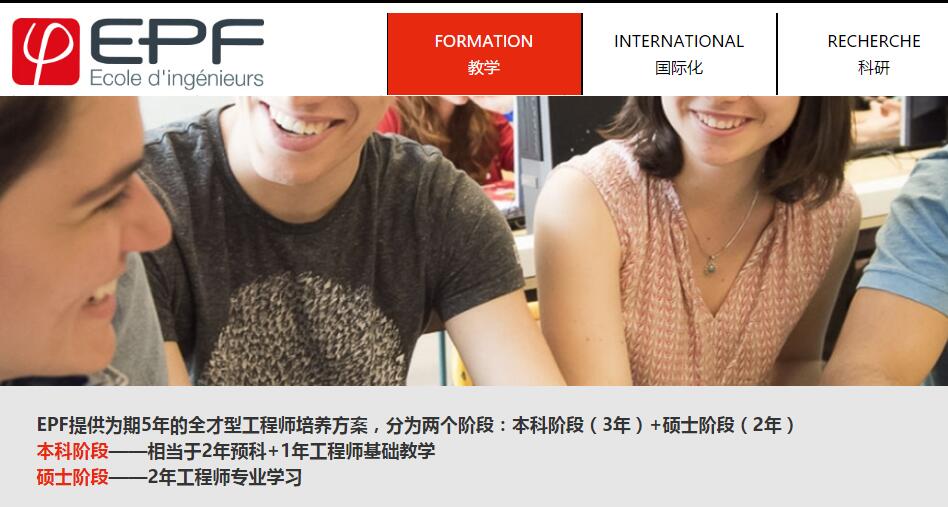 EPF
Ecole d'ingénieurs
FORMATION
教学
INTERNATIONAL
国际化
RECHERCHE
科研
EPF提供为期5年的全才型工程师培养方案，分为两个阶段：本科阶段（3年）+硕士阶段（2年）
本科阶段——相当于2年预科+1年工程师基础教学
硕士阶段——2年工程师专业学习